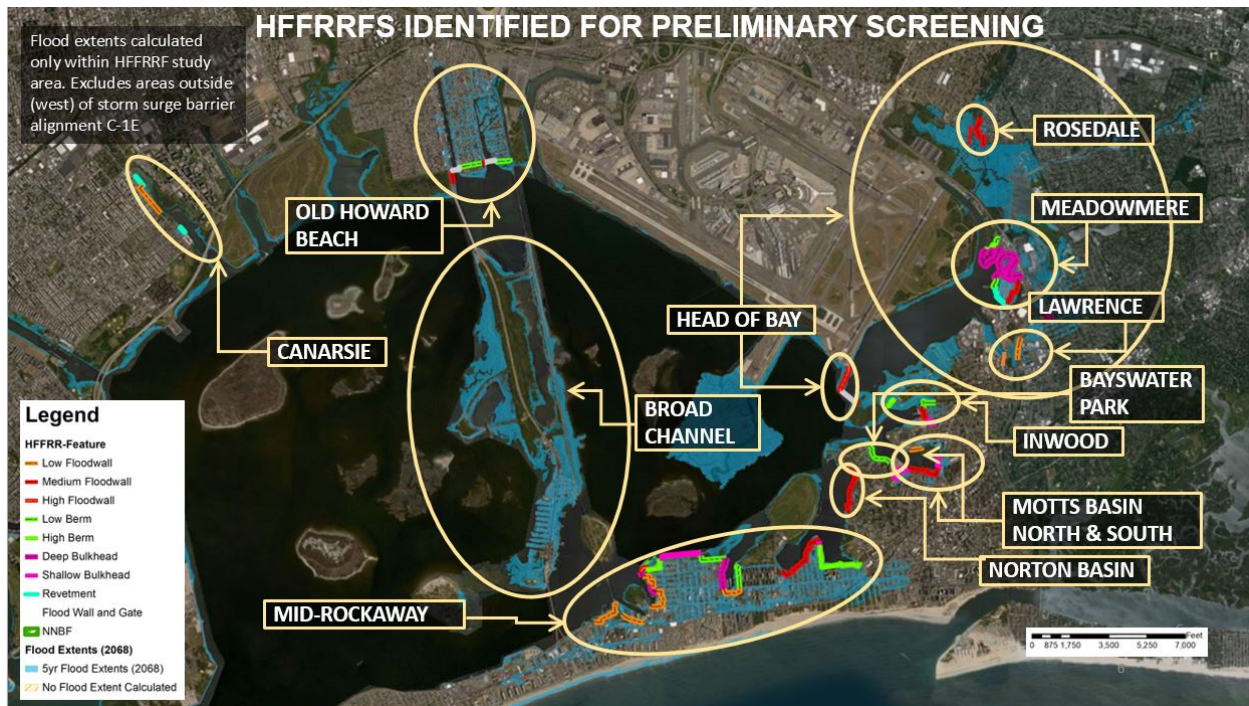 HFFRRFS IDENTIFIED FOR PRELIMINARY SCREENING
Flood extents calculated
only within HFFRRF study
area. Excludes areas outside
(west) of storm surge barrier
alignment C-1E
ROSEDALE
MEADOWMERE
OLD HOWARD
BEACH
LAWRENCE
HEAD OF BAY
CANARSIE
BAYSWATER
PARK
BROAD
CHANNEL
INWOOD
MOTTS BASIN
NORTH & SOUTH
NORTON BASIN
MID-ROCKAWAY
Legend
HFFRR-Feature
Low Floodwall
Medium Floodwall
High Floodwall
Low Berm
High Berm
Deep Bulkhead
Shallow Bulkhead
Revetment
Flood Wall and Gate
NNBF
Flood Extents (2068)
5yr Flood Extents (2068)
No Flood Extent Calculated
Feet
0 875 1,750 3,500 5,250 7,000